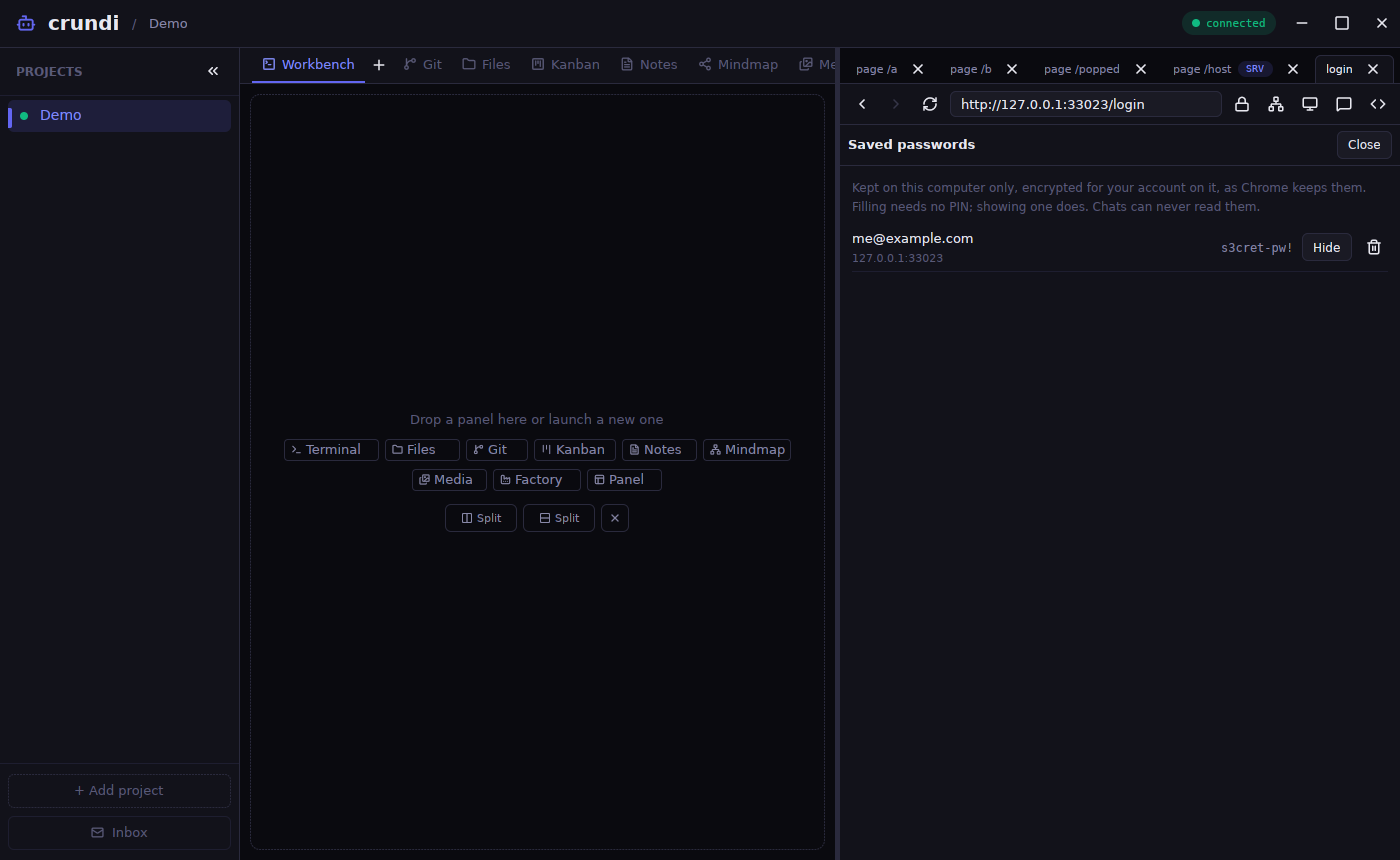 crundi / Demo
connected
PROJECTS
Demo
+ Add project
Inbox
Workbench
Git
Files
Kanban
Notes
Mindmap
Me
Drop a panel here or launch a new one
Terminal
Files
Git
Kanban
Notes
Mindmap
Media
Factory
Panel
Split
Split
page /a
page /b
page /popped
page /host SRV
login
http://127.0.0.1:33023/login
Saved passwords
Close
Kept on this computer only, encrypted for your account on it, as Chrome keeps them.
Filling needs no PIN; showing one does. Chats can never read them.
me@example.com
127.0.0.1:33023
s3cret-pw!
Hide